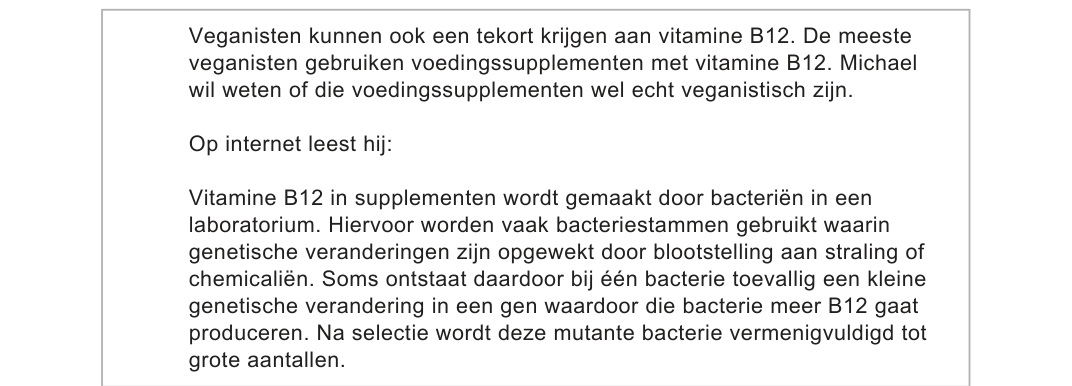 Veganisten kunnen ook een tekort krijgen aan vitamine B12. De meeste
veganisten gebruiken voedingssupplementen met vitamine B12. Michael
wil weten of die voedingssupplementen wel echt veganistisch zijn.
Op internet leest hij:
Vitamine B12 in supplementen wordt gemaakt door bacteriën in een
laboratorium. Hiervoor worden vaak bacteriestammen gebruikt waarin
genetische veranderingen zijn opgewekt door blootstelling aan straling of
chemicaliën. Soms ontstaat daardoor bij één bacterie toevallig een kleine
genetische verandering in een gen waardoor die bacterie meer B12 gaat
produceren. Na selectie wordt deze mutante bacterie vermenigvuldigd tot
grote aantallen.